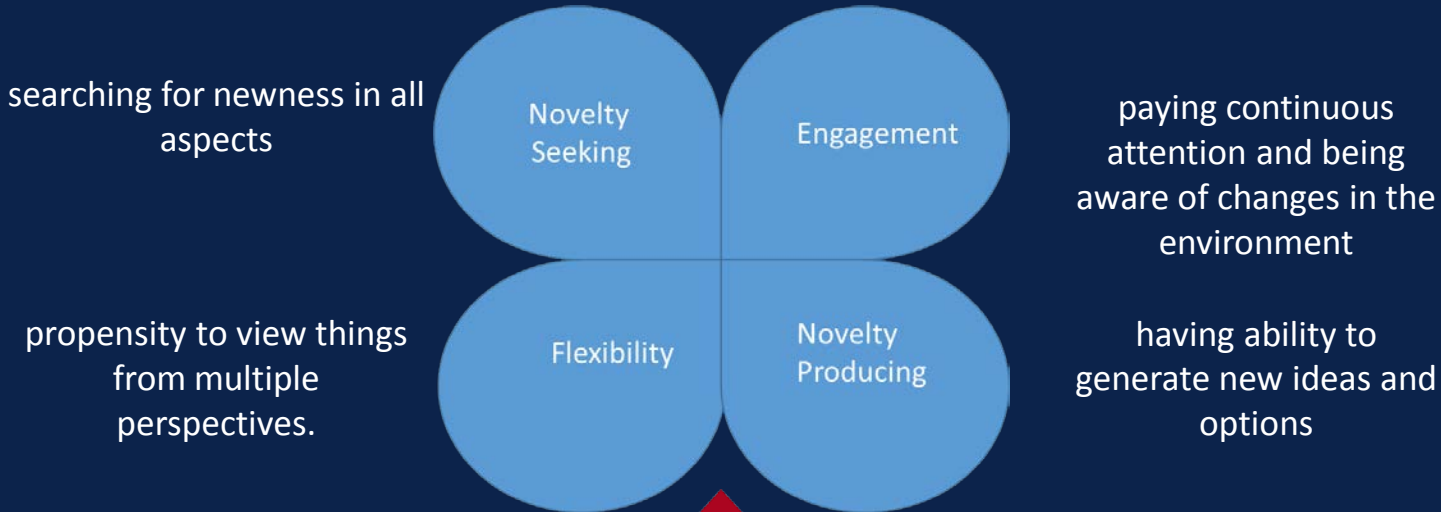 searching for newness in all
aspects
Novelty
Seeking
Engagement
paying continuous
attention and being
aware of changes in the
environment
propensity to view things
from multiple
perspectives.
Flexibility
Novelty
Producing
having ability to
generate new ideas and
options